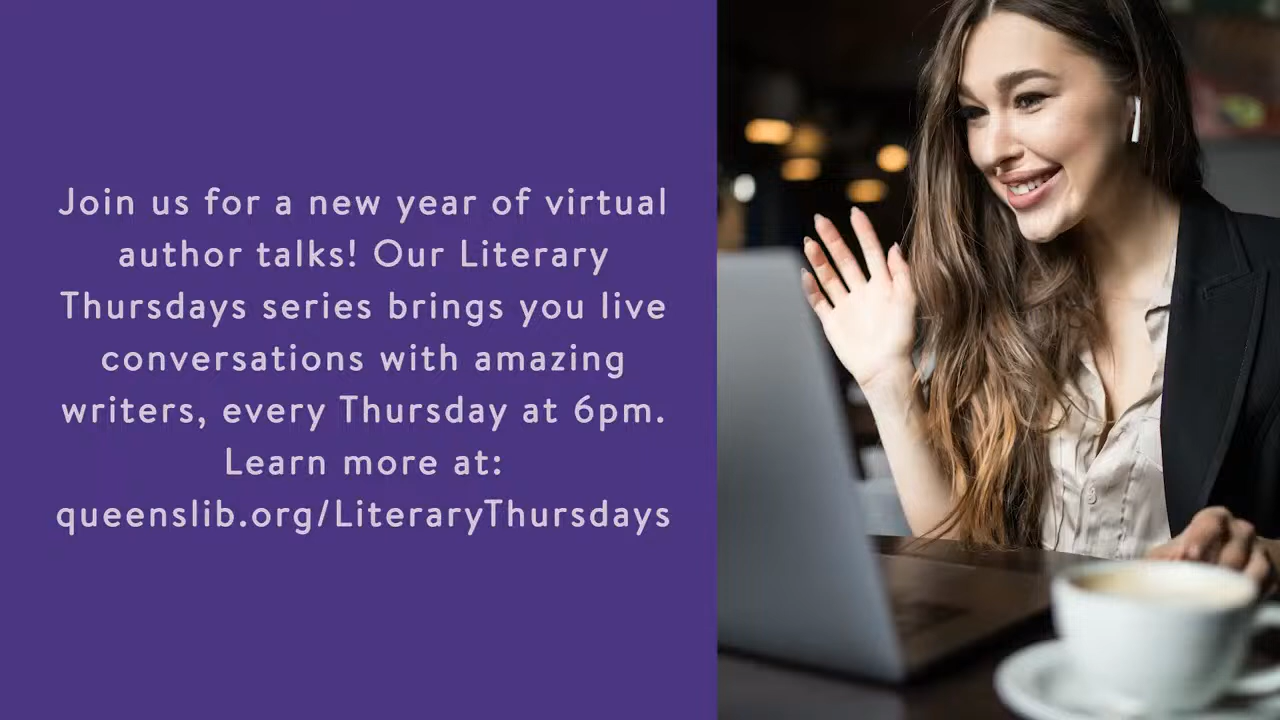 Join us for a new year of virtual
author talks! Our Literary
Thursdays series brings you live
conversations with amazing
writers, every Thursday at 6pm.
Learn more at:
queenslib.org/LiteraryThursdays